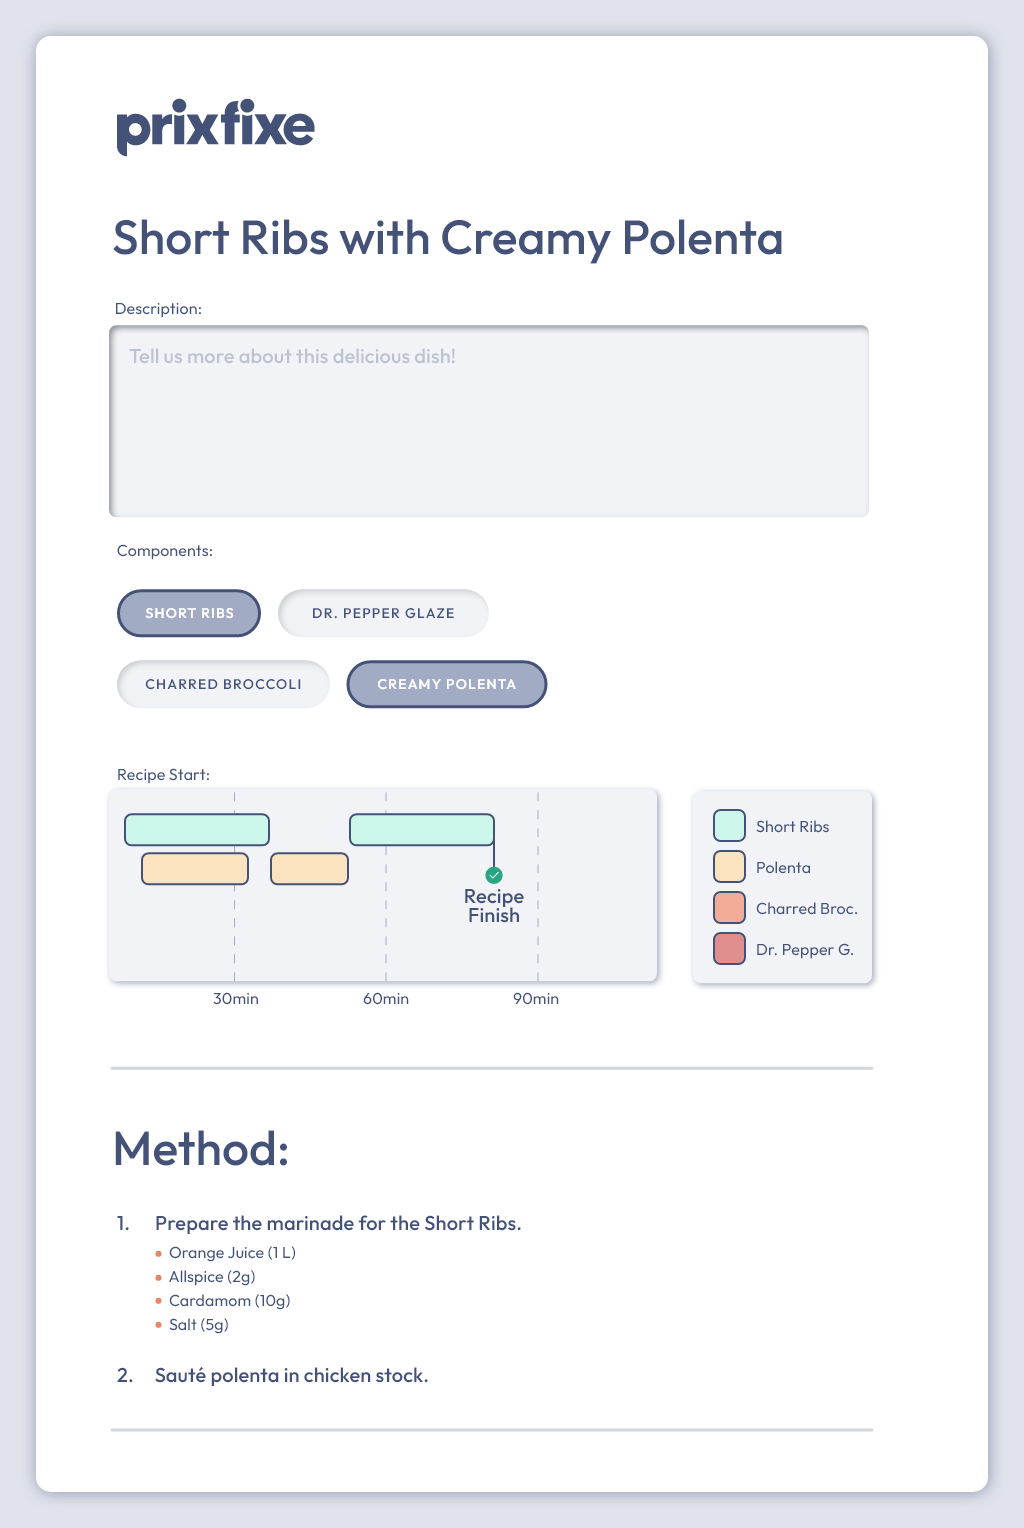 prixfixe
Short Ribs with Creamy Polenta
Description:
Tell us more about this delicious dish!
Components:
SHORT RIBS
DR. PEPPER GLAZE
CHARRED BROCCOLI
CREAMY POLENTA
Recipe Start:
Recipe
Finish
30min
60min
90min
Short Ribs
Polenta
Charred Broc.
Dr. Pepper G.
Method:
1. Prepare the marinade for the Short Ribs.
• Orange Juice (1 L)
• Allspice (2g)
• Cardamom (10g)
• Salt (5g)
2. Sauté polenta in chicken stock.